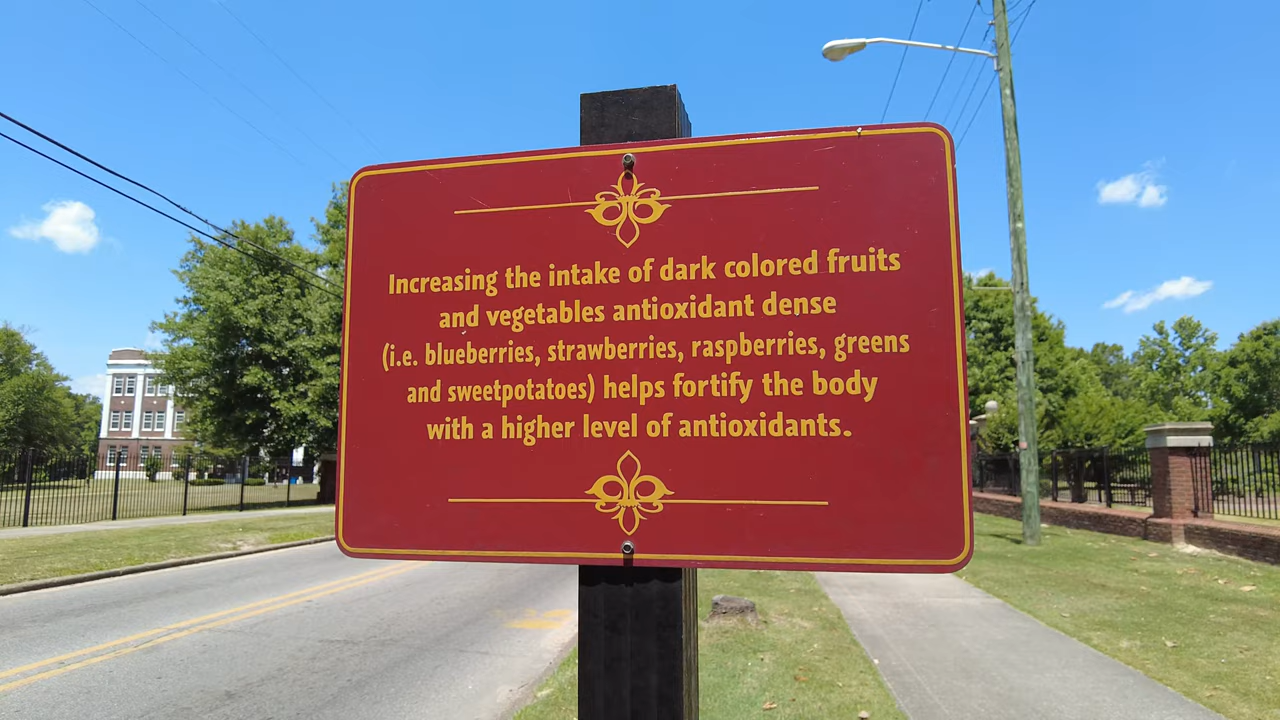 Increasing the intake of dark colored fruits
and vegetables antioxidant dense
(i.e. blueberries, strawberries, raspberries, greens
and sweetpotatoes) helps fortify the body
with a higher level of antioxidants.